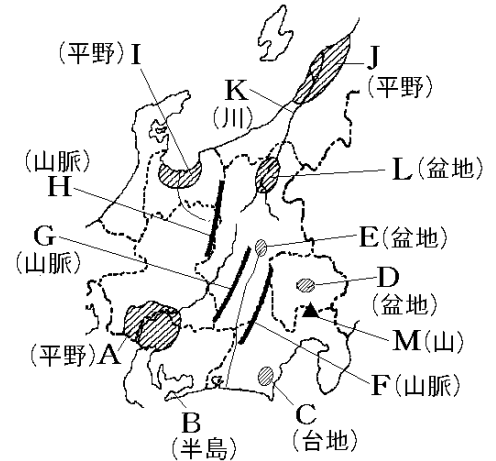 (平野) I
J
(平野)
K
(川)
(山脈)
H
L (盆地)
G
(山脈)
E (盆地)
D
(盆地)
(平野) A
M (山)
F (山脈)
B
(半島)
C
(台地)